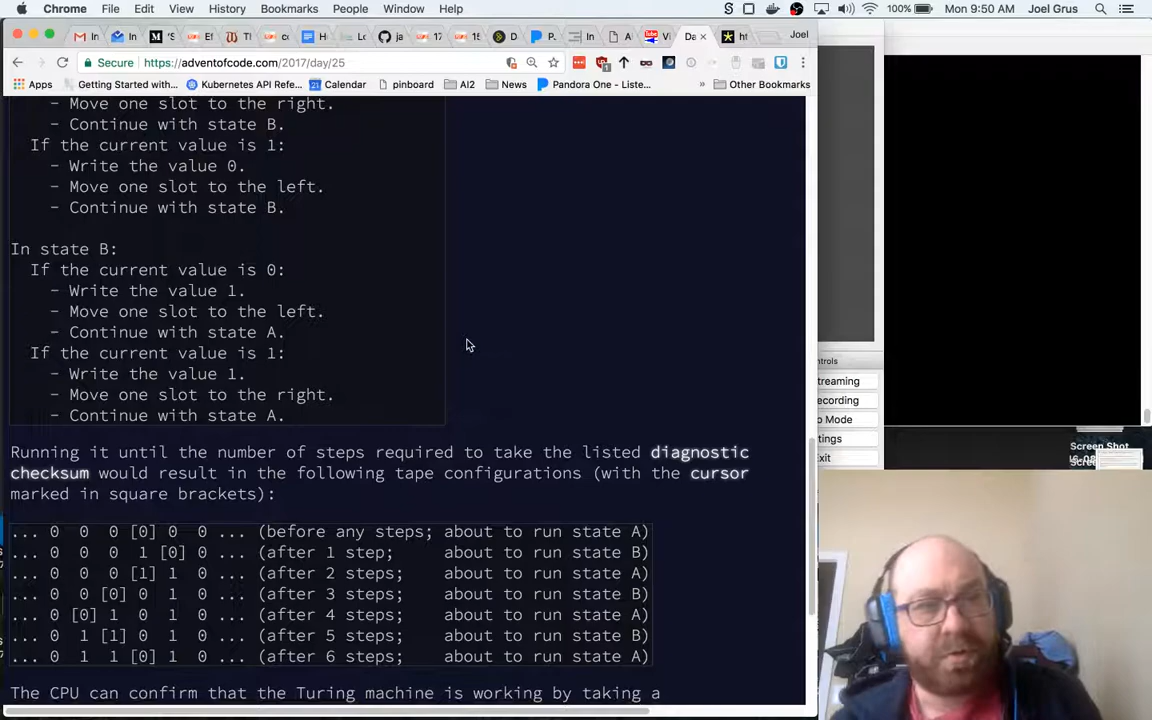 Chrome File Edit View History Bookmarks People Window Help 100% Mon 9:50 AM Joel Grus
Joel
Secure https://adventofcode.com/2017/day/25
Apps Getting Started with... Kubernetes API Refe... Calendar pinboard AI2 News Pandora One - Liste... » Other Bookmarks
- Move one slot to the right.
- Continue with state B.
If the current value is 1:
- Write the value 0.
- Move one slot to the left.
- Continue with state B.
In state B:
If the current value is 0:
- Write the value 1.
- Move one slot to the left.
- Continue with state A.
If the current value is 1:
- Write the value 1.
- Move one slot to the right.
- Continue with state A.
Running it until the number of steps required to take the listed diagnostic
checksum would result in the following tape configurations (with the cursor
marked in square brackets):
... 0 0 0 [0] 0 0 ... (before any steps; about to run state A)
... 0 0 0 1 [0] 0 ... (after 1 step; about to run state B)
... 0 0 0 [1] 1 0 ... (after 2 steps; about to run state A)
... 0 0 [0] 0 1 0 ... (after 3 steps; about to run state B)
... 0 [0] 1 0 1 0 ... (after 4 steps; about to run state A)
... 0 1 [1] 0 1 0 ... (after 5 steps; about to run state B)
... 0 1 1 [0] 1 0 ... (after 6 steps; about to run state A)
The CPU can confirm that the Turing machine is working by taking a
ntrols
treaming
ecording
o Mode
ttings
xit
Screen Shot